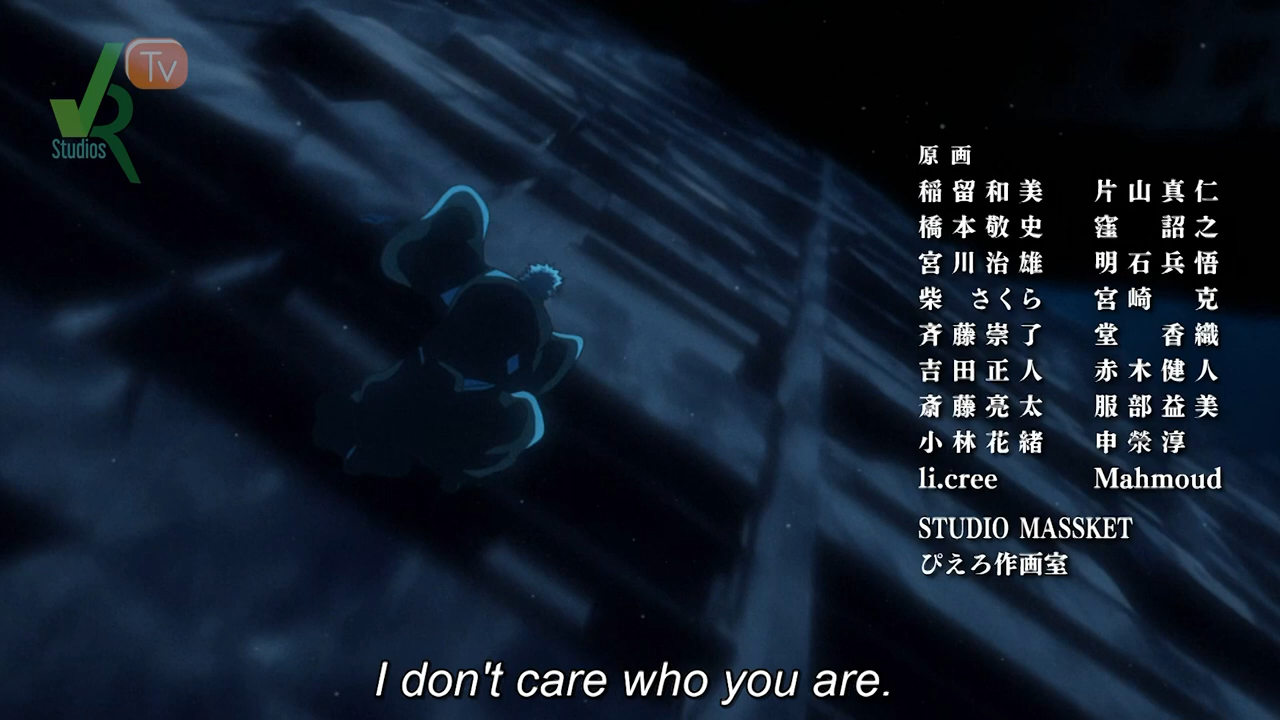 Tv
VR
Studios
原画
稲留和美 片山真仁
橋本敬史 窪 詔之
宮川治雄 明石兵悟
柴 さくら 宮崎 克
斉藤崇了 堂 香織
吉田正人 赤木健人
斎藤亮太 服部益美
小林花緒 申榮淳
li.cree Mahmoud
STUDIO MASSKET
ぴえろ作画室
I don't care who you are.